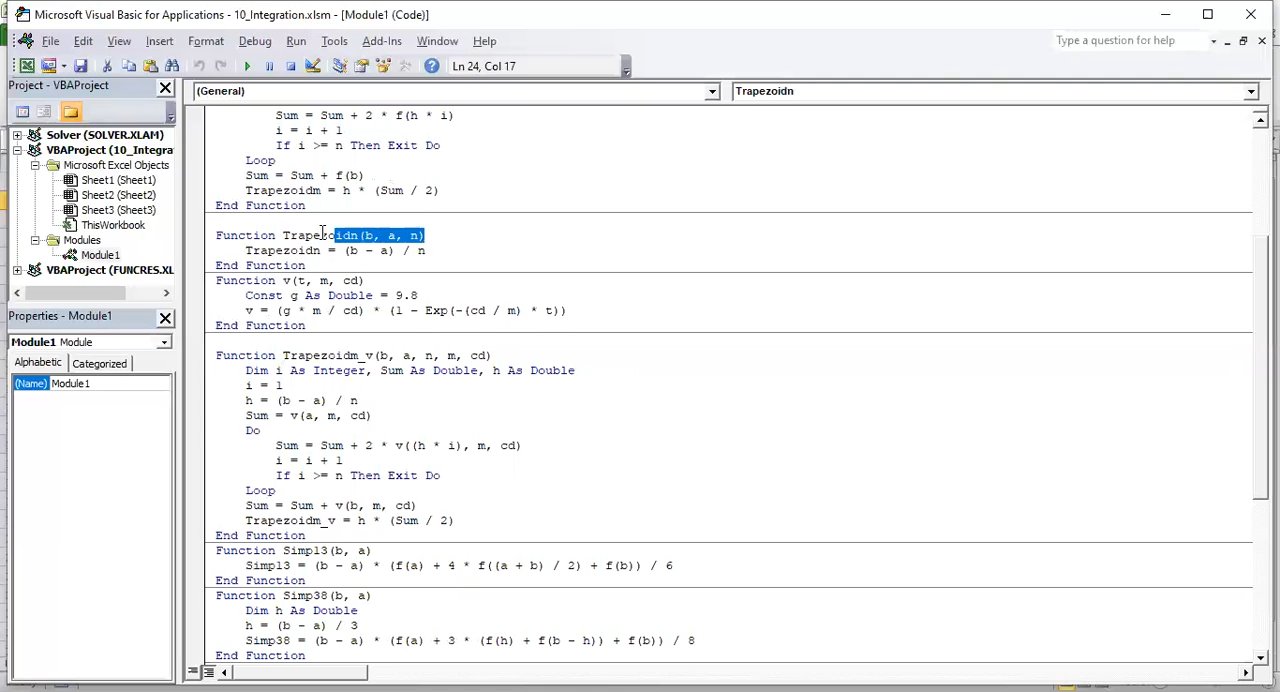 Microsoft Visual Basic for Applications - 10_Integration.xlsm - [Module1 (Code)]
File Edit View Insert Format Debug Run Tools Add-Ins Window Help
Type a question for help
Ln 24, Col 17
Project - VBAProject
(General)
Trapezoidn
Solver (SOLVER.XLAM)
VBAProject (10_Integra
Microsoft Excel Objects
Sheet1 (Sheet1)
Sheet2 (Sheet2)
Sheet3 (Sheet3)
ThisWorkbook
Modules
Module1
VBAProject (FUNCRES.XL
Properties - Module1
Module1 Module
Alphabetic Categorized
(Name) Module1
Sum = Sum + 2 * f(h * i)
i = i + 1
If i >= n Then Exit Do
Loop
Sum = Sum + f(b)
Trapezoidm = h * (Sum / 2)
End Function
Function Trapezoidn(b, a, n)
Trapezoidn = (b - a) / n
End Function
Function v(t, m, cd)
Const g As Double = 9.8
v = (g * m / cd) * (1 - Exp(-(cd / m) * t))
End Function
Function Trapezoidm_v(b, a, n, m, cd)
Dim i As Integer, Sum As Double, h As Double
i = 1
h = (b - a) / n
Sum = v(a, m, cd)
Do
Sum = Sum + 2 * v((h * i), m, cd)
i = i + 1
If i >= n Then Exit Do
Loop
Sum = Sum + v(b, m, cd)
Trapezoidm_v = h * (Sum / 2)
End Function
Function Simp13(b, a)
Simp13 = (b - a) * (f(a) + 4 * f((a + b) / 2) + f(b)) / 6
End Function
Function Simp38(b, a)
Dim h As Double
h = (b - a) / 3
Simp38 = (b - a) * (f(a) + 3 * (f(h) + f(b - h)) + f(b)) / 8
End Function